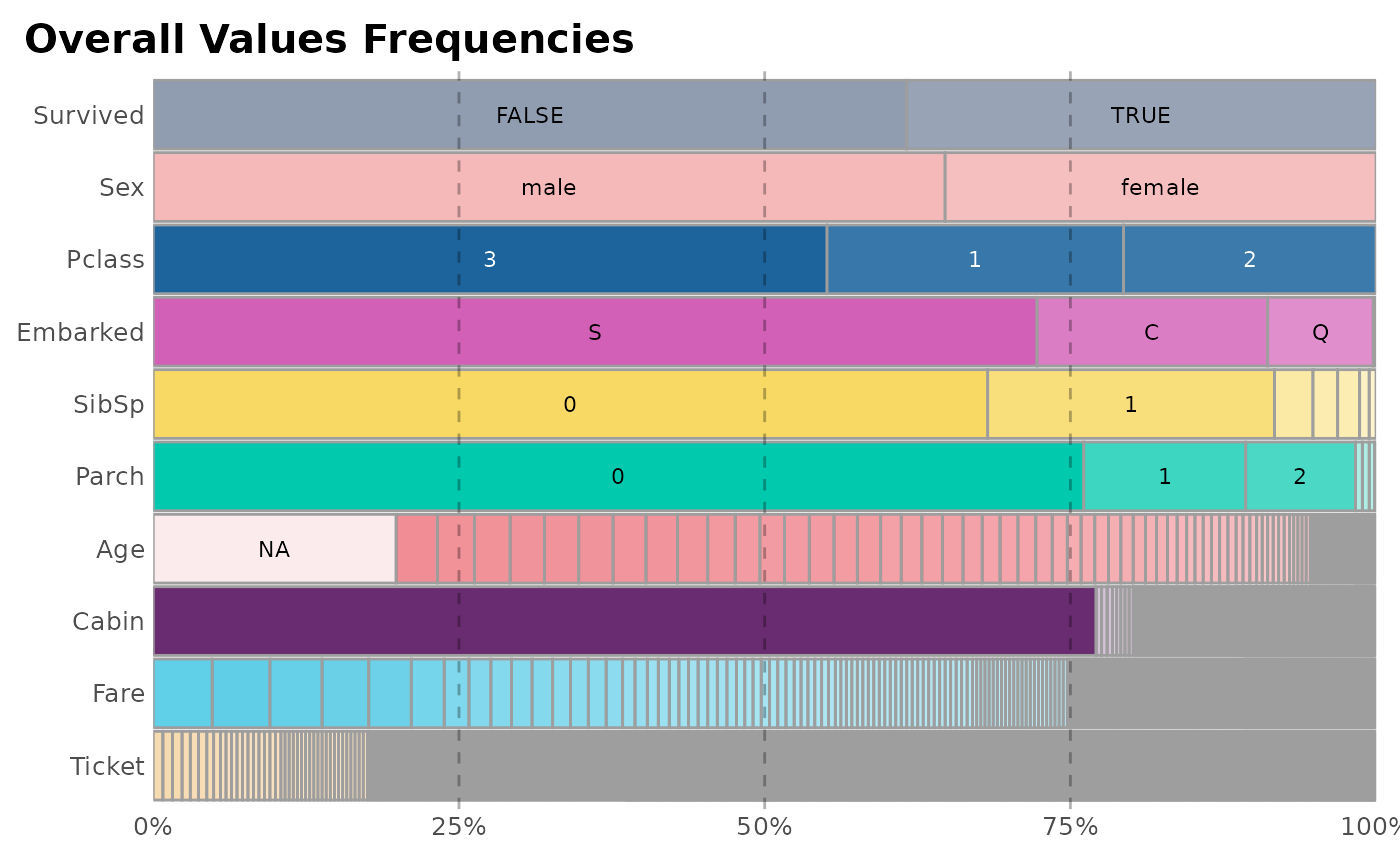 Overall Values Frequencies
Survived FALSE TRUE
Sex male female
Pclass 3 1 2
Embarked S C Q
SibSp 0 1
Parch 0 1 2
Age NA
Cabin
Fare
Ticket
0% 25% 50% 75% 100%